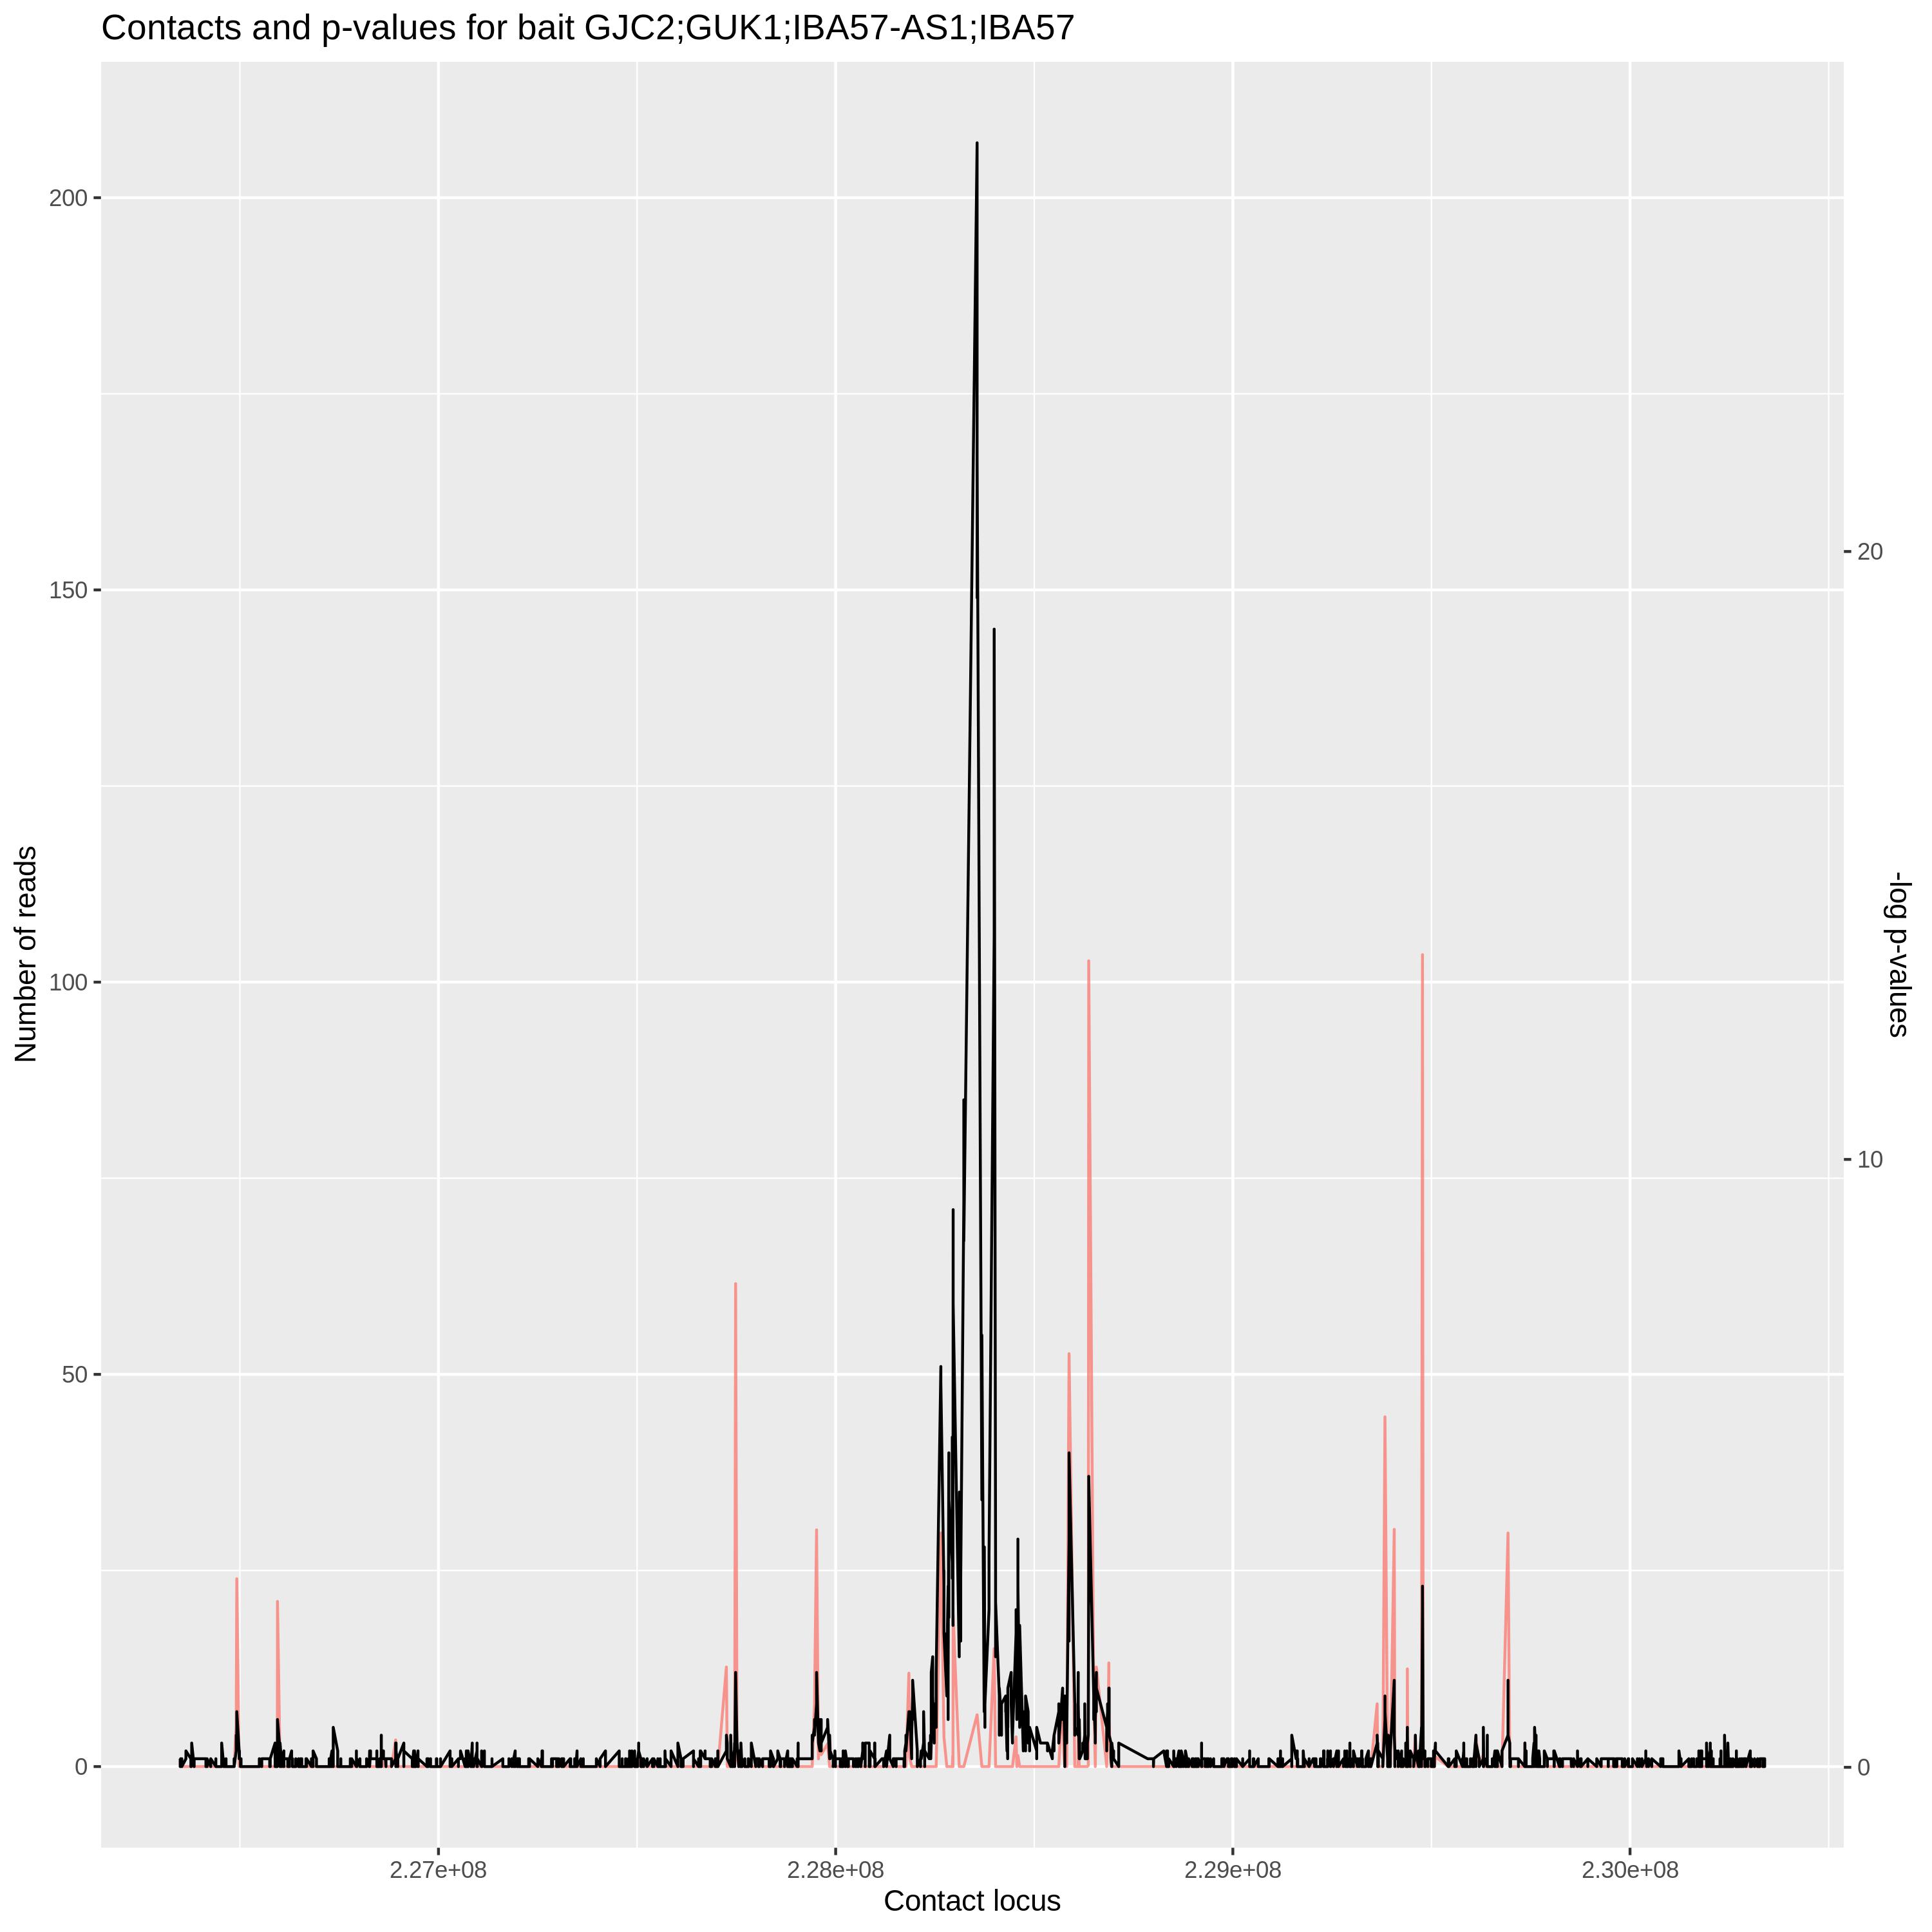 Contacts and p-values for bait GJC2;GUK1;IBA57-AS1;IBA57
200
150
100
50
0
Number of reads
20
10
0
-log p-values
2.27e+08
2.28e+08
2.29e+08
2.30e+08
Contact locus